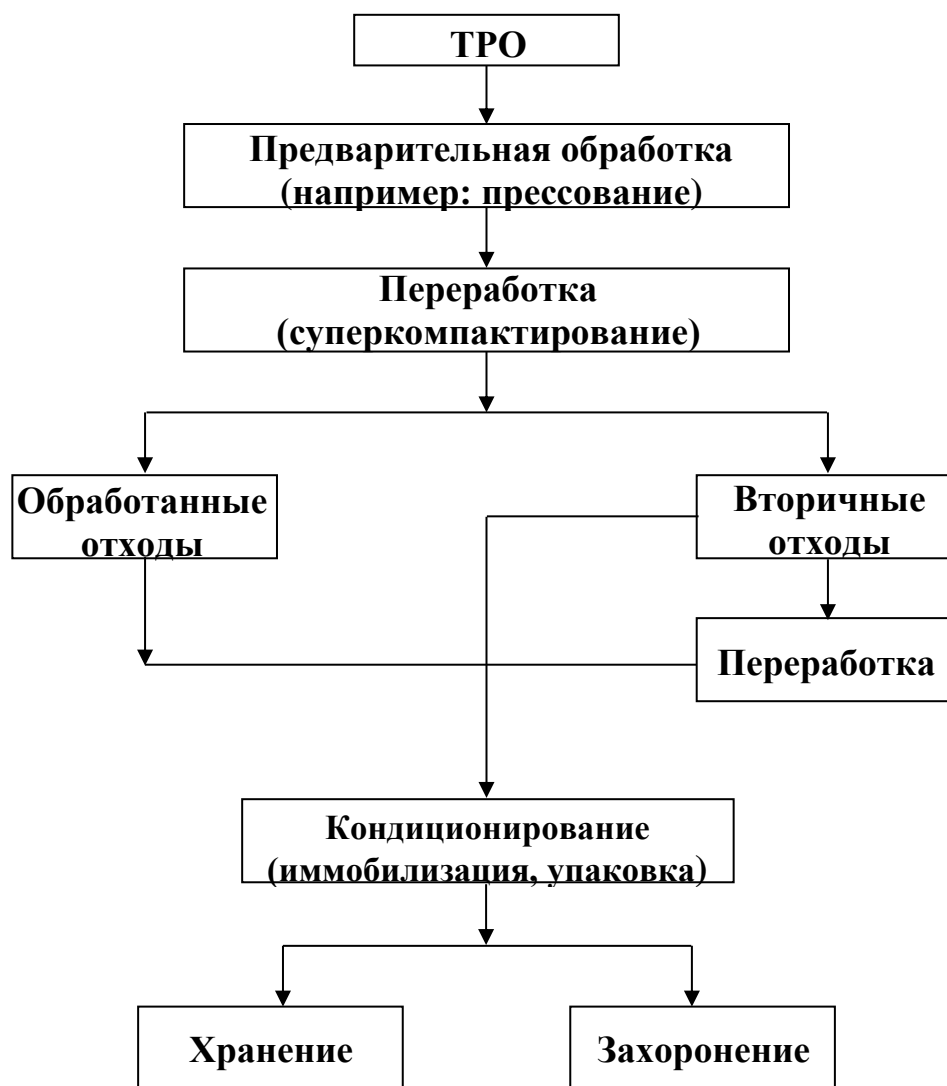 ТРО
Предварительная обработка
(например: прессование)
Переработка
(суперкомпактирование)
Обработанные
отходы
Вторичные
отходы
Переработка
Кондиционирование
(иммобилизация, упаковка)
Хранение
Захоронение